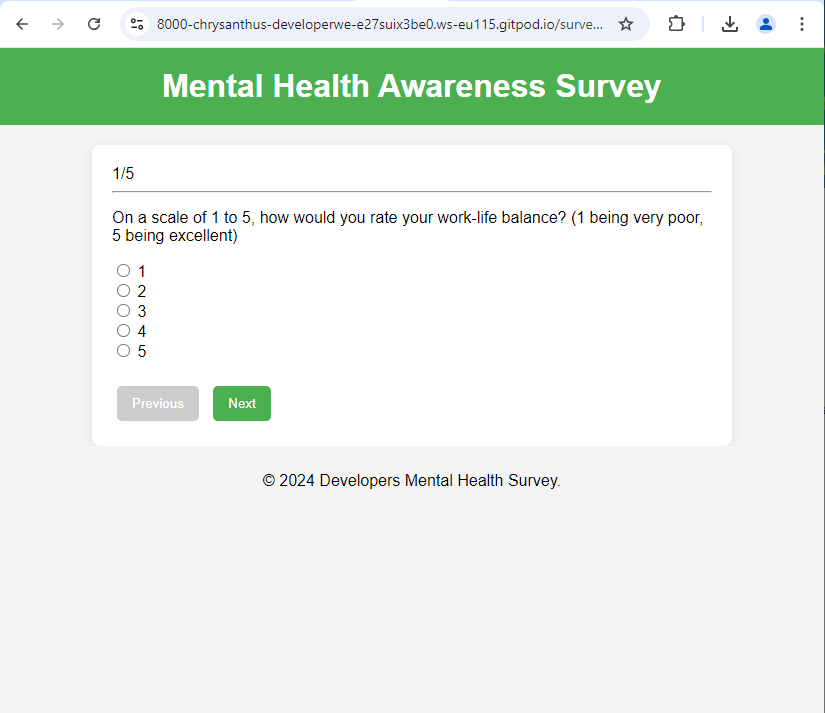 8000-chrysanthus-developerwe-e27suix3be0.ws-eu115.gitpod.io/surve...
Mental Health Awareness Survey
1/5
On a scale of 1 to 5, how would you rate your work-life balance? (1 being very poor,
5 being excellent)
1
2
3
4
5
Previous Next
© 2024 Developers Mental Health Survey.